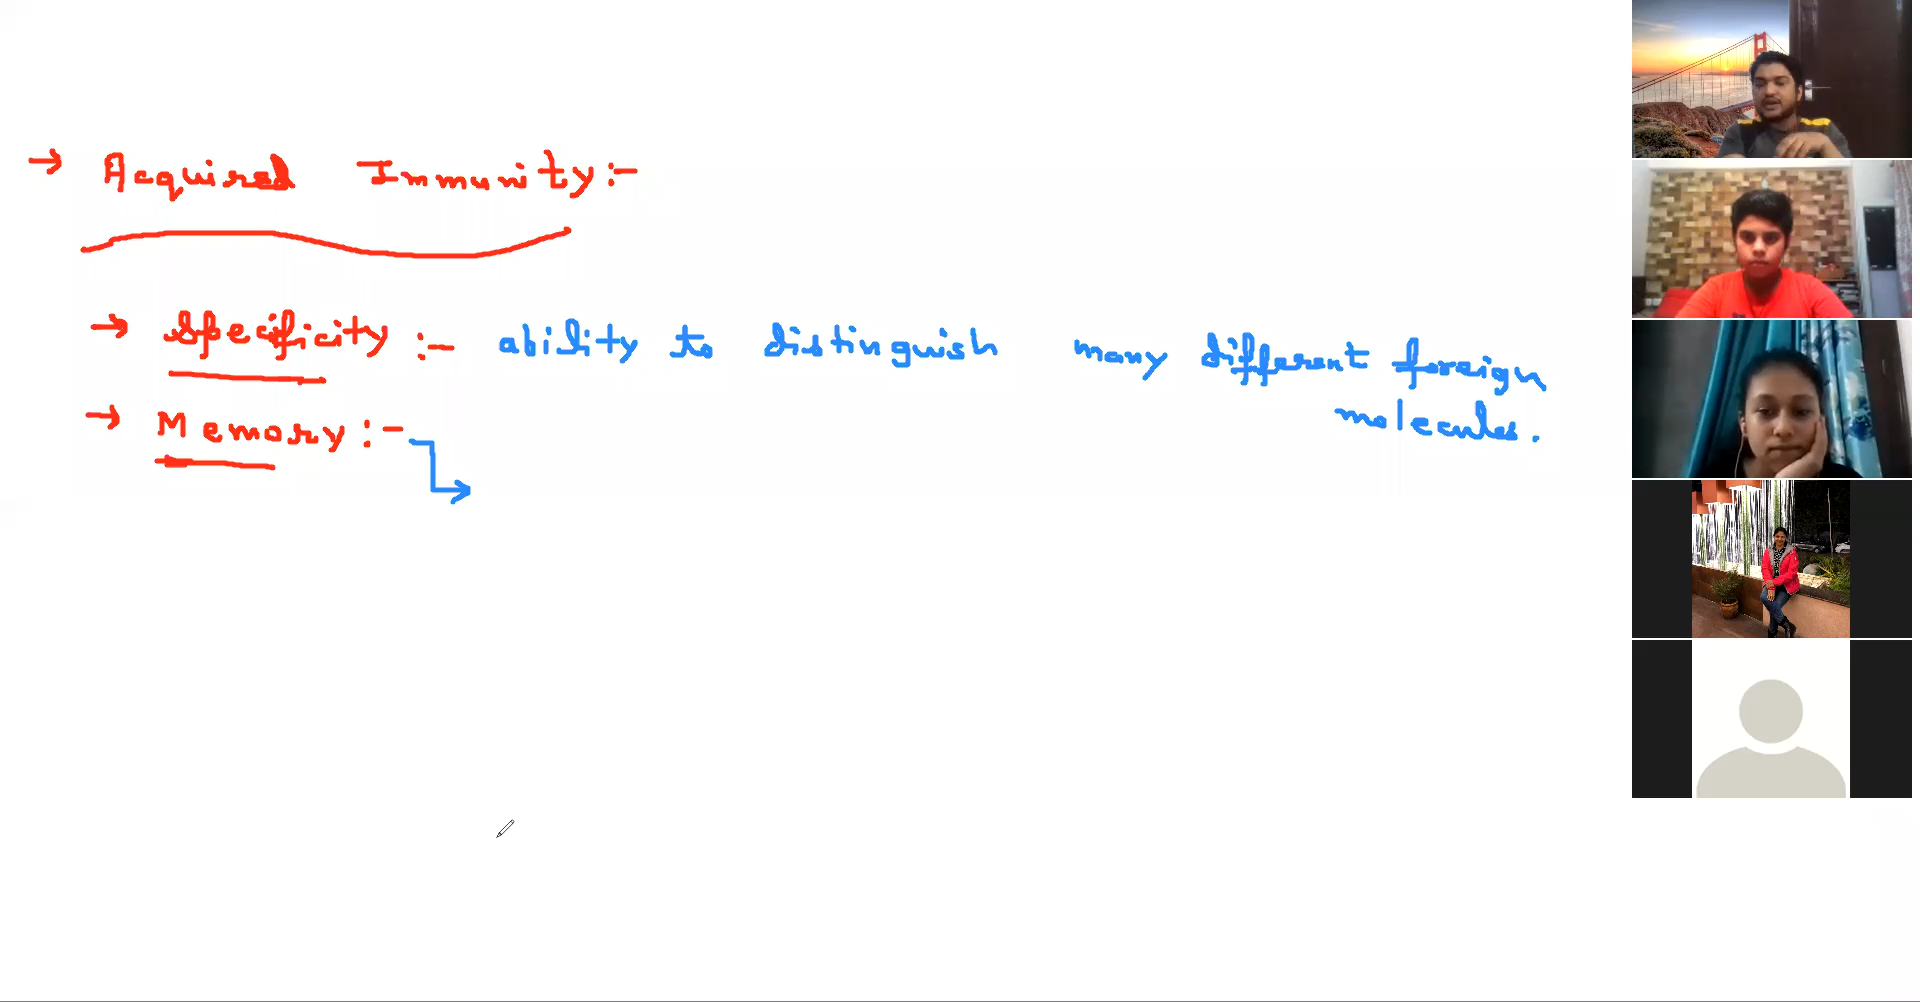 → Acquired Immunity:-
→ Specificity :- ability to distinguish many different foreign
molecules.
→ Memory :-